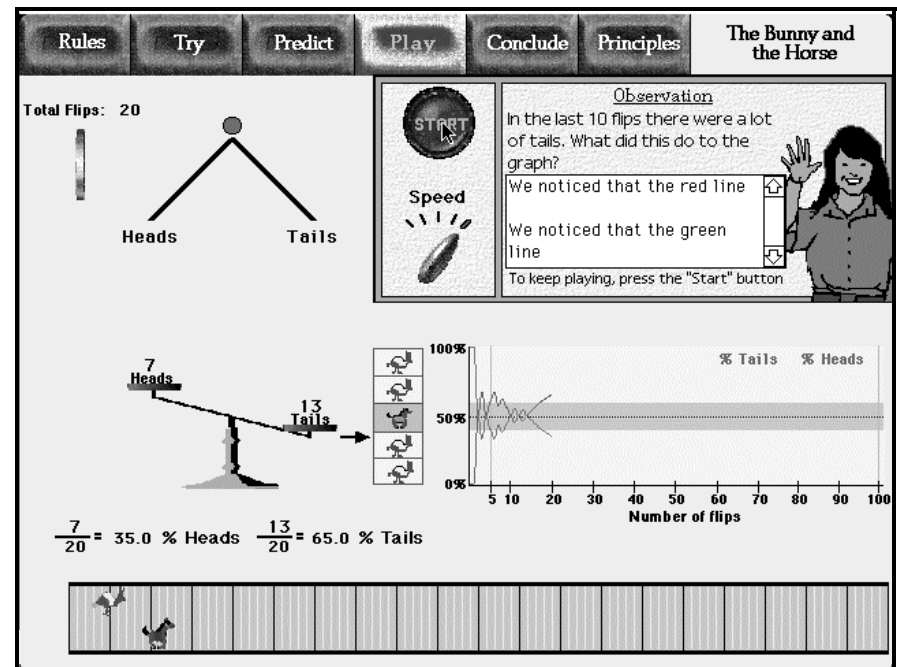 Rules Try Predict Play Conclude Principles The Bunny and
the Horse
Total Flips: 20
Heads Tails
START
Speed
Observation
In the last 10 flips there were a lot
of tails. What did this do to the
graph?
We noticed that the red line
We noticed that the green
line
To keep playing, press the "Start" button
7
Heads
13
Tails
100%
50%
0%
% Tails % Heads
5 10 20 30 40 50 60 70 80 90 100
Number of flips
7/20 = 35.0 % Heads 13/20 = 65.0 % Tails